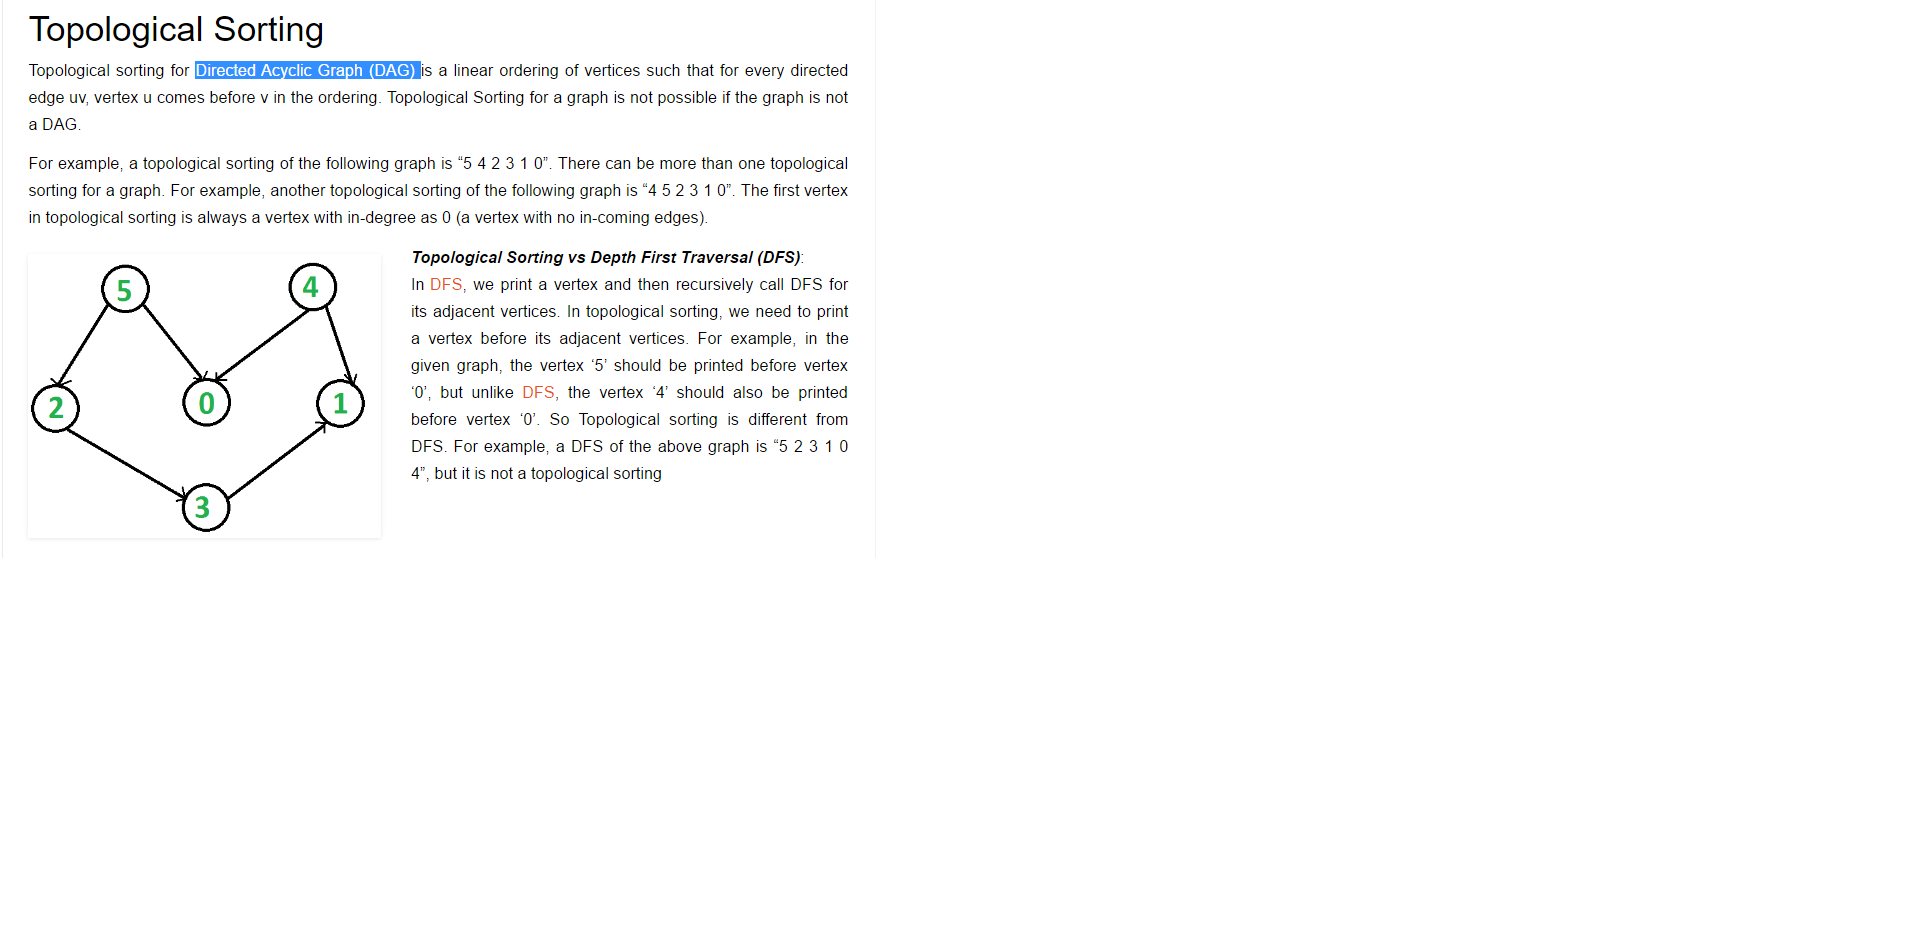 Topological Sorting
Topological sorting for Directed Acyclic Graph (DAG) is a linear ordering of vertices such that for every directed
edge uv, vertex u comes before v in the ordering. Topological Sorting for a graph is not possible if the graph is not
a DAG.
For example, a topological sorting of the following graph is “5 4 2 3 1 0”. There can be more than one topological
sorting for a graph. For example, another topological sorting of the following graph is “4 5 2 3 1 0”. The first vertex
in topological sorting is always a vertex with in-degree as 0 (a vertex with no in-coming edges).
5
4
2
0
1
3
Topological Sorting vs Depth First Traversal (DFS):
In DFS, we print a vertex and then recursively call DFS for
its adjacent vertices. In topological sorting, we need to print
a vertex before its adjacent vertices. For example, in the
given graph, the vertex ‘5’ should be printed before vertex
‘0’, but unlike DFS, the vertex ‘4’ should also be printed
before vertex ‘0’. So Topological sorting is different from
DFS. For example, a DFS of the above graph is “5 2 3 1 0
4”, but it is not a topological sorting